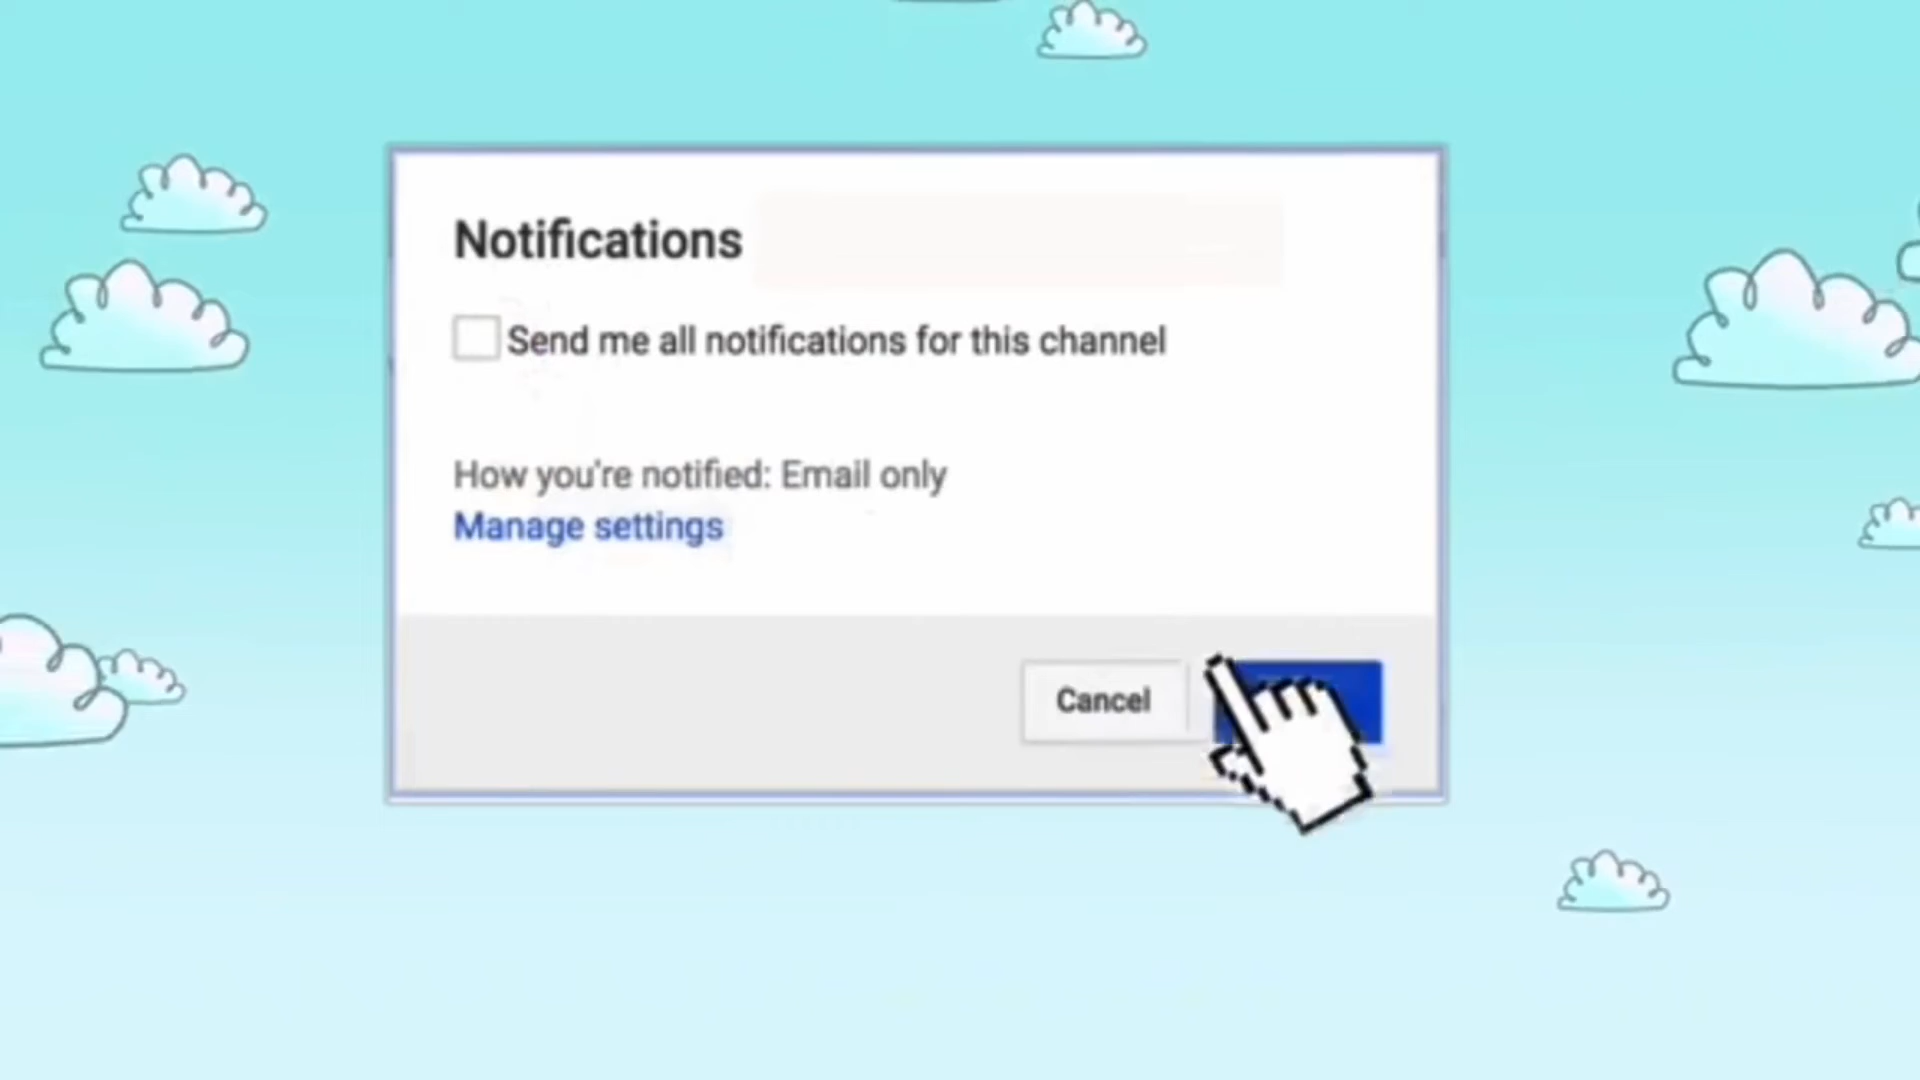 Notifications
Send me all notifications for this channel
How you're notified: Email only
Manage settings
Cancel